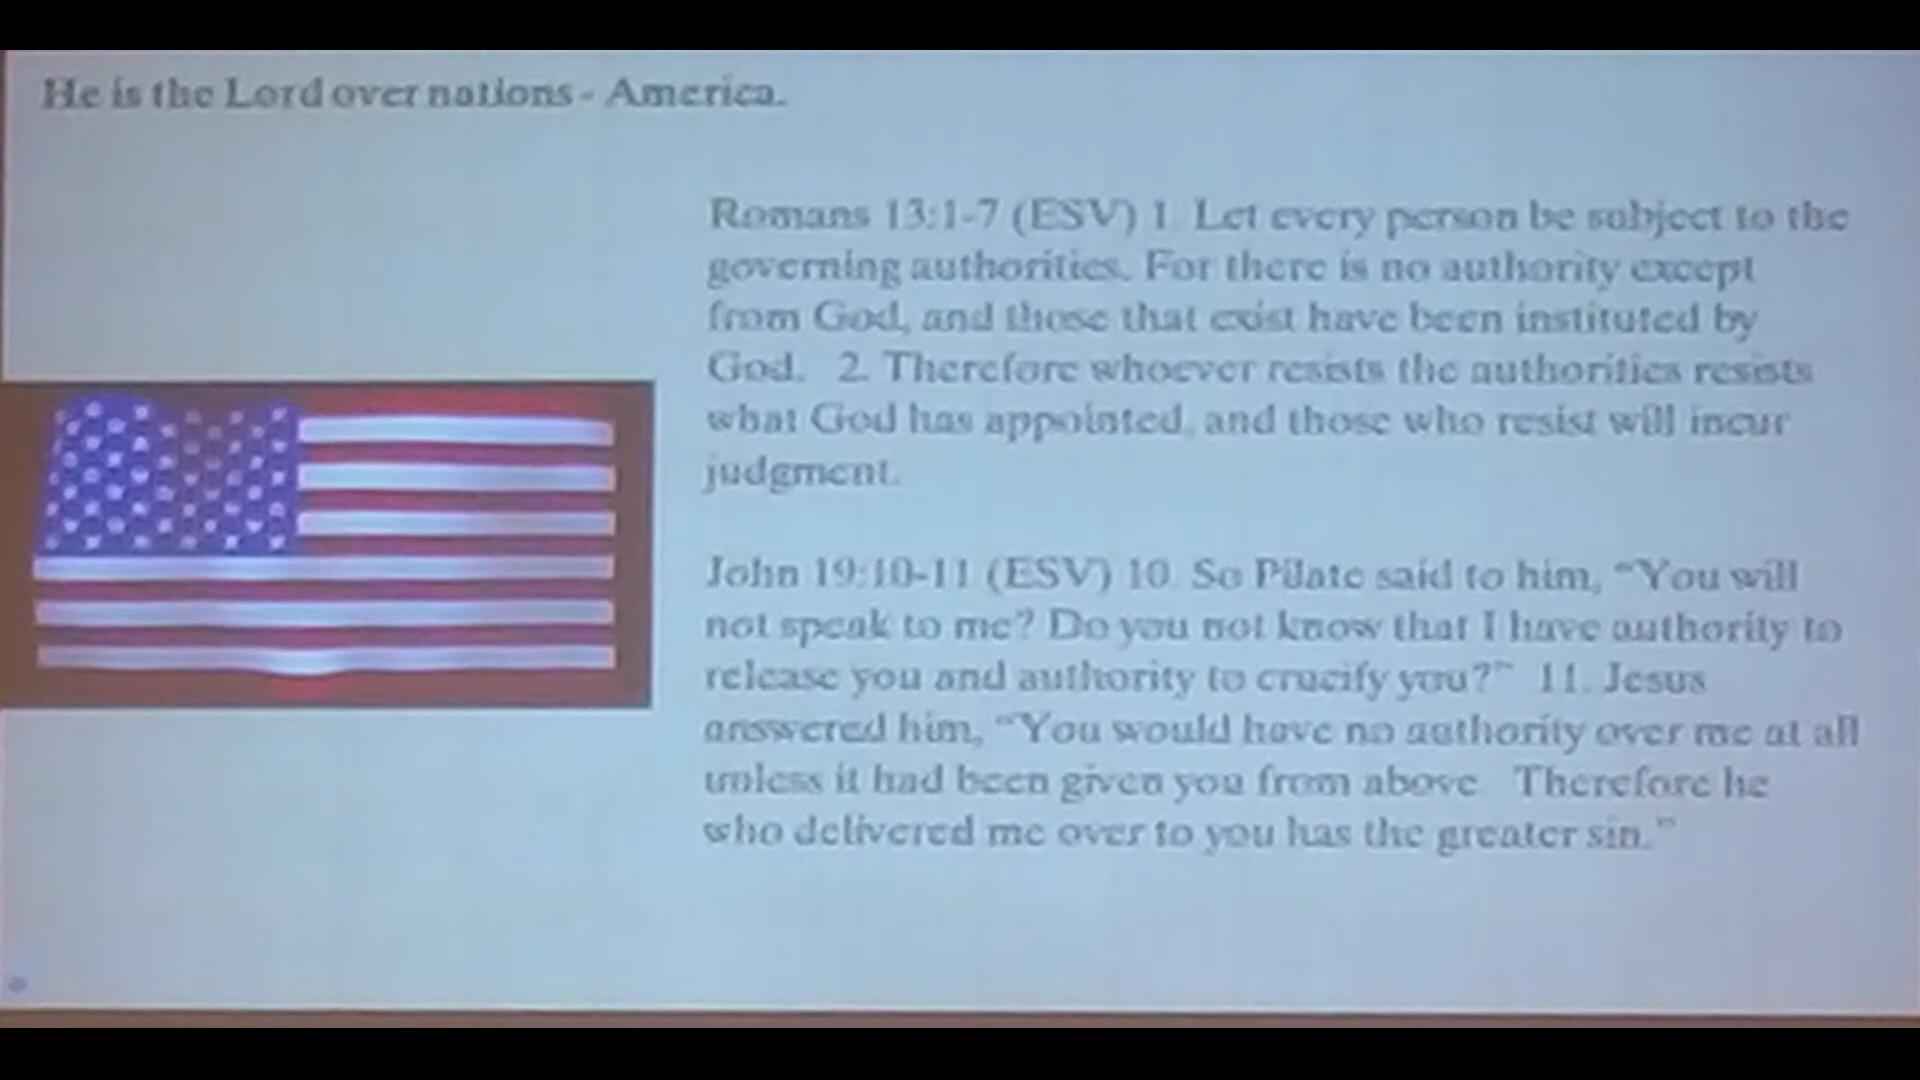 He is the Lord over nations - America.
Romans 13:1-7 (ESV) 1. Let every person be subject to the
governing authorities. For there is no authority except
from God, and those that exist have been instituted by
God. 2. Therefore whoever resists the authorities resists
what God has appointed, and those who resist will incur
judgment.
John 19:10-11 (ESV) 10. So Pilate said to him, “You will
not speak to me? Do you not know that I have authority to
release you and authority to crucify you?” 11. Jesus
answered him, “You would have no authority over me at all
unless it had been given you from above. Therefore he
who delivered me over to you has the greater sin.”